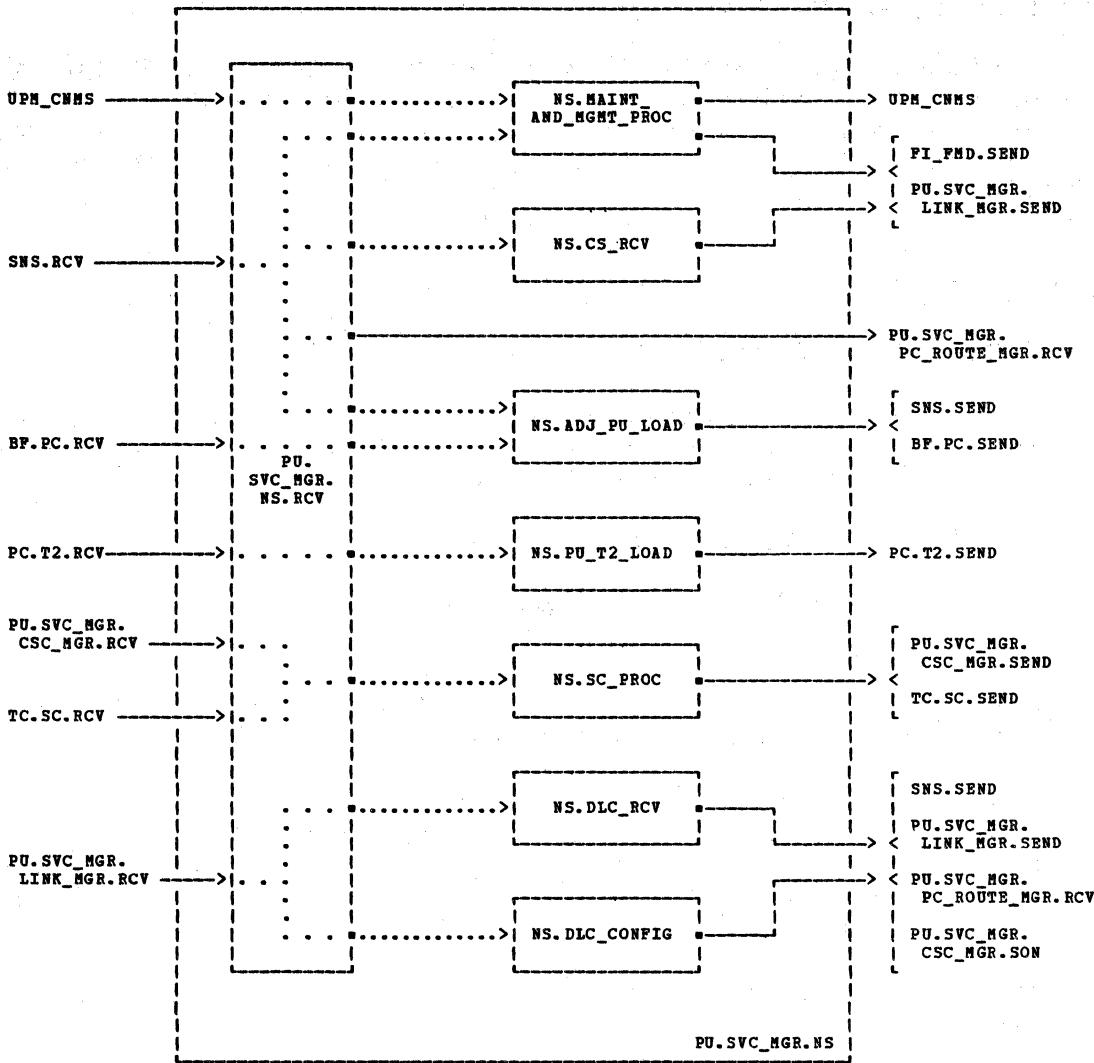 UPM_CNMS
NS.MAINT_
AND_MGMT_PROC
UPM_CNMS
FI_FMD.SEND
PU.SVC_MGR.
LINK_MGR.SEND
NS.CS_RCV
SNS.RCV
PU.SVC_MGR.
PC_ROUTE_MGR.RCV
SNS.SEND
NS.ADJ_PU_LOAD
BF.PC.RCV
BF.PC.SEND
PU.
SVC_MGR.
NS.RCV
PC.T2.RCV
NS.PU_T2_LOAD
PC.T2.SEND
PU.SVC_MGR.
CSC_MGR.RCV
PU.SVC_MGR.
CSC_MGR.SEND
NS.SC_PROC
TC.SC.RCV
TC.SC.SEND
SNS.SEND
NS.DLC_RCV
PU.SVC_MGR.
LINK_MGR.SEND
PU.SVC_MGR.
LINK_MGR.RCV
PU.SVC_MGR.
PC_ROUTE_MGR.RCV
NS.DLC_CONFIG
PU.SVC_MGR.
CSC_MGR.SON
PU.SVC_MGR.NS